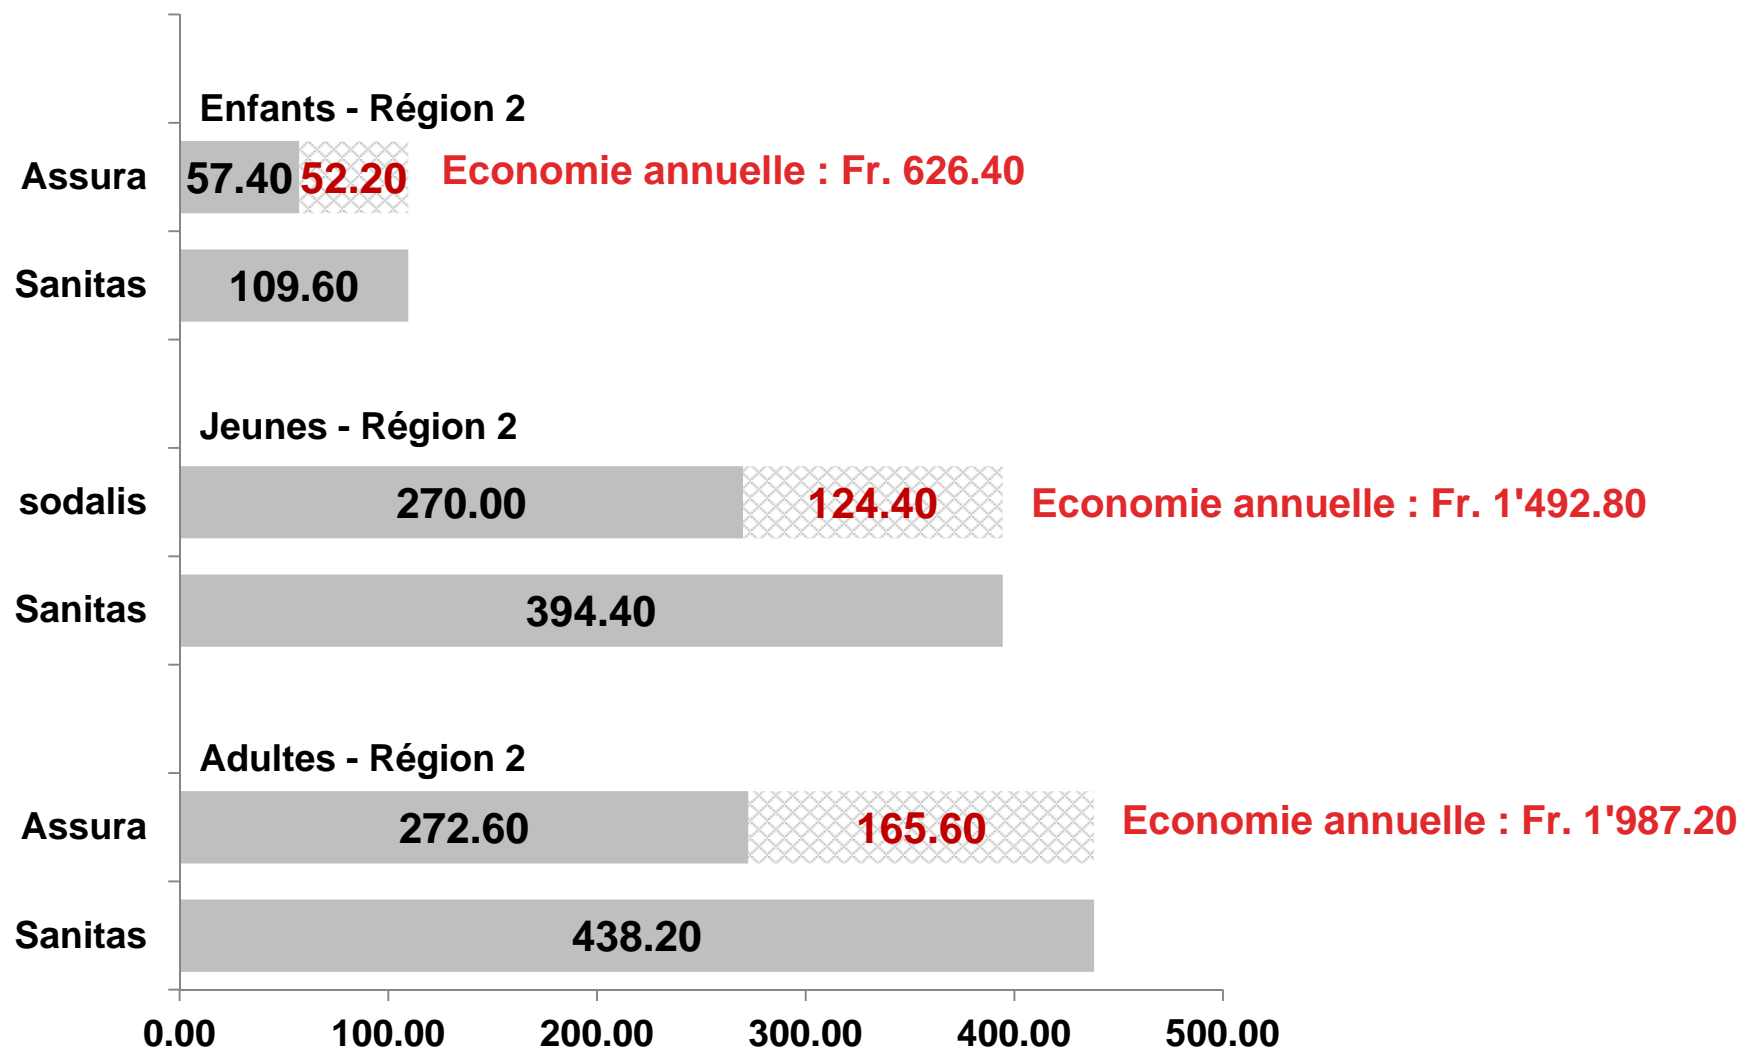 Enfants - Région 2
Assura 57.40 52.20 Economie annuelle : Fr. 626.40
Sanitas 109.60
Jeunes - Région 2
sodalis 270.00 124.40 Economie annuelle : Fr. 1'492.80
Sanitas 394.40
Adultes - Région 2
Assura 272.60 165.60 Economie annuelle : Fr. 1'987.20
Sanitas 438.20
0.00 100.00 200.00 300.00 400.00 500.00